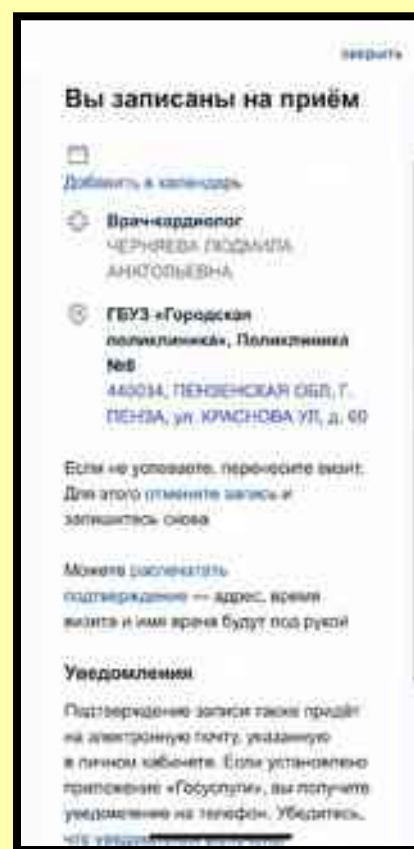 закрыть
Вы записаны на приём
Добавить в календарь
Врач-кардиолог
ЧЕРНЯЕВА ЛЮДМИЛА
АНАТОЛЬЕВНА
ГБУЗ «Городская
поликлиника», Поликлиника
440034, ПЕНЗЕНСКАЯ ОБЛ, Г.
ПЕНЗА, ул. КРАСНОВА УЛ, д. 60
Если не успеваете, перенесите визит.
Для этого отмените запись и
запишитесь снова
Можете распечатать
подтверждение — адрес, время
визита и имя врача будут под рукой
Уведомления
Подтверждение записи также придёт
на электронную почту, указанную
в личном кабинете. Если установлено
приложение «Госуслуги», вы получите
уведомление на телефон. Убедитесь,
что уведомления включены